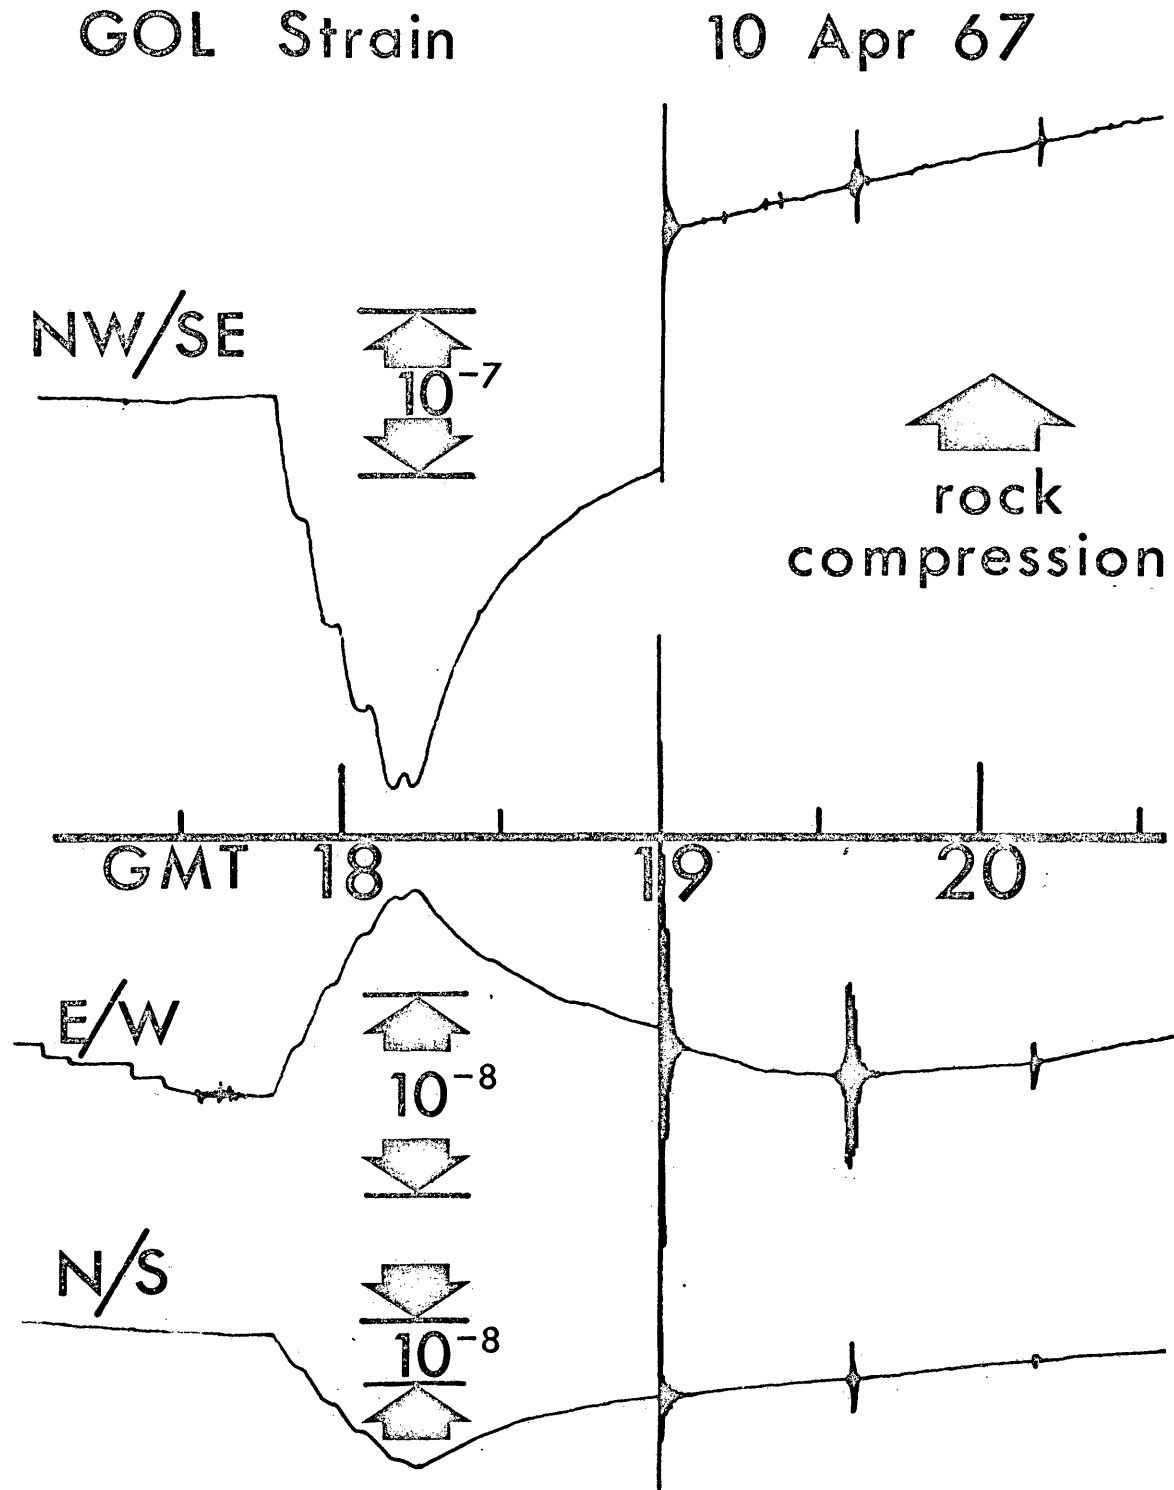 GOL Strain 10 Apr 67
NW/SE
10⁻⁷
rock
compression
GMT 18 19 20
E/W
10⁻⁸
N/S
10⁻⁸